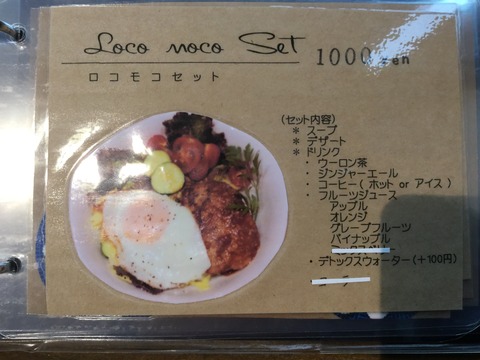 Loco moco Set 1000yen
ロコモコセット
(セット内容)
* スープ
* デザート
* ドリンク
・ウーロン茶
・ジンジャーエール
・コーヒー( ホット or アイス )
・フルーツジュース
アップル
オレンジ
グレープフルーツ
パイナップル
・デトックスウォーター(+100円)